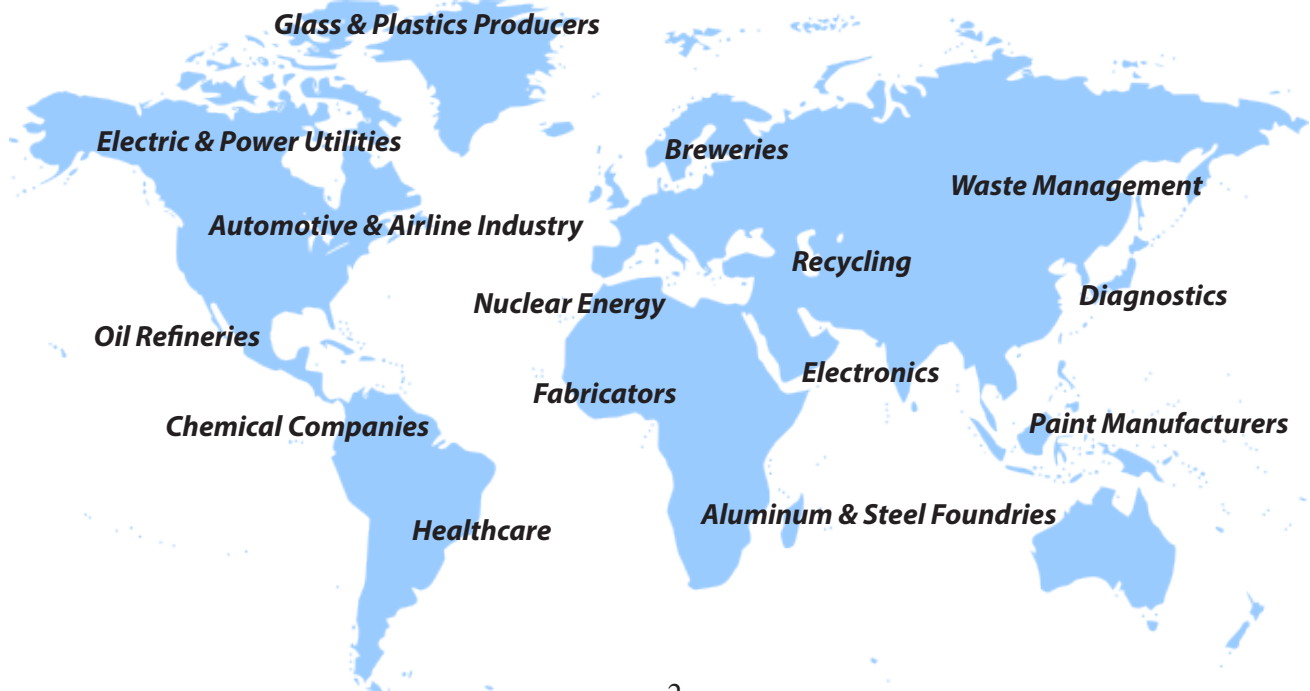 Glass & Plastics Producers
Electric & Power Utilities
Breweries
Waste Management
Automotive & Airline Industry
Recycling
Nuclear Energy
Diagnostics
Oil Refineries
Electronics
Fabricators
Chemical Companies
Paint Manufacturers
Aluminum & Steel Foundries
Healthcare